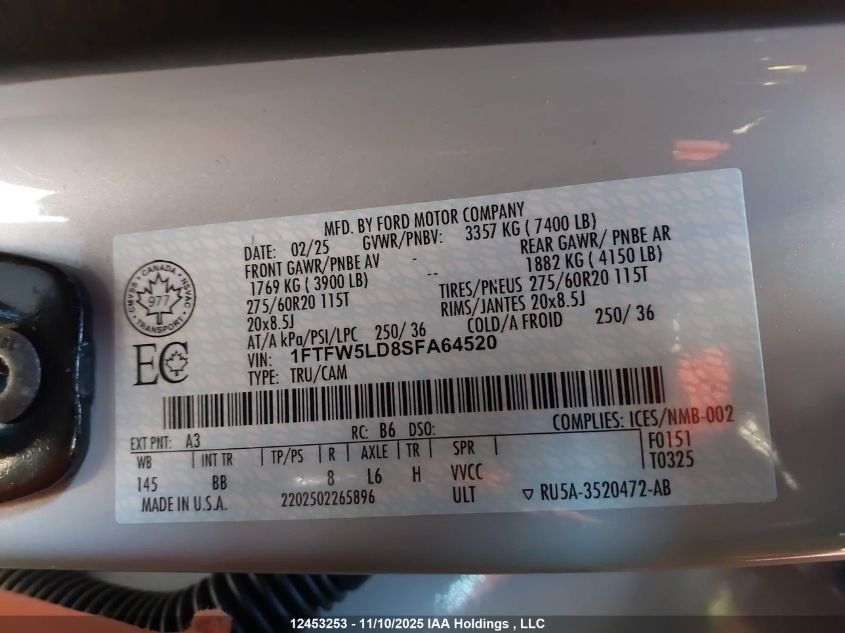 MFD. BY FORD MOTOR COMPANY
DATE: 02/25 GVWR/PNBV: 3357 KG ( 7400 LB)
FRONT GAWR/PNBE AV - REAR GAWR/ PNBE AR
1769 KG ( 3900 LB) -- 1882 KG ( 4150 LB)
275/60R20 115T TIRES/PNEUS 275/60R20 115T
20x8.5J RIMS/JANTES 20x8.5J
AT/A kPa/PSI/LPC 250/ 36 COLD/A FROID 250/ 36
VIN: 1FTFW5LD8SFA64520
TYPE: TRU/CAM
CANADA
CMVSS
NSVAC
977
TRANSPORT
EC
COMPLIES: ICES/NMB-002
EXT PNT: A3 RC: B6 DSO: F0151
WB INT TR TP/PS R AXLE TR SPR T0325
145 BB 8 L6 H VVCC
MADE IN U.S.A. 2202502265896 ULT ▽ RU5A-3520472-AB
12453253 - 11/10/2025 IAA Holdings , LLC